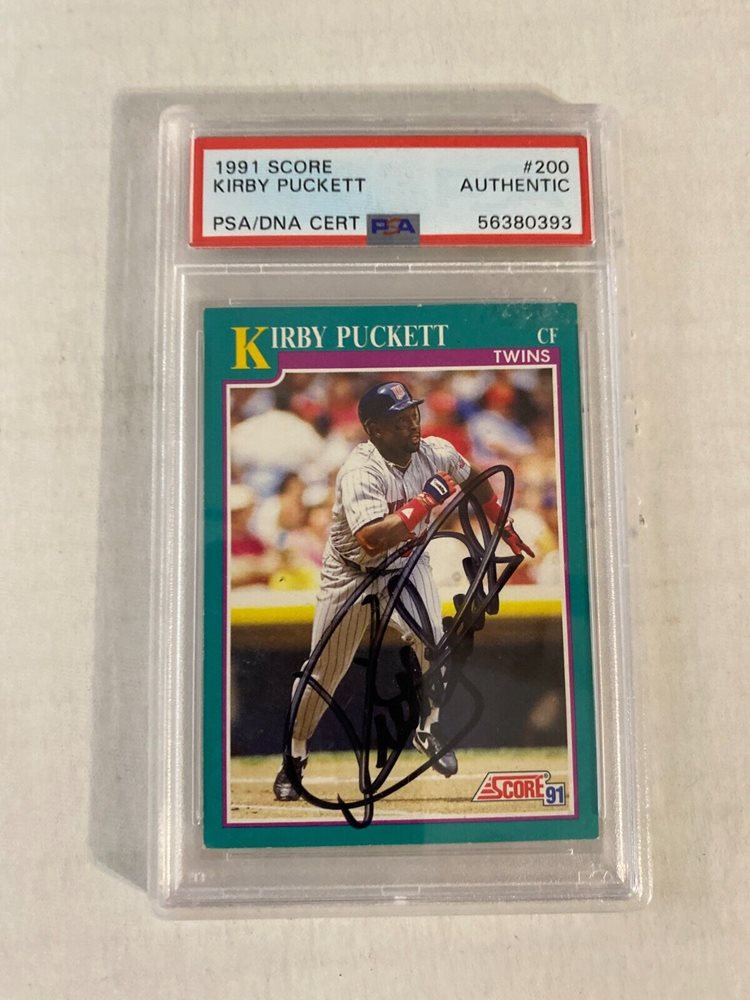 1991 SCORE #200
KIRBY PUCKETT AUTHENTIC
PSA/DNA CERT PSA 56380393
KIRBY PUCKETT CF
TWINS
SCORE® 91